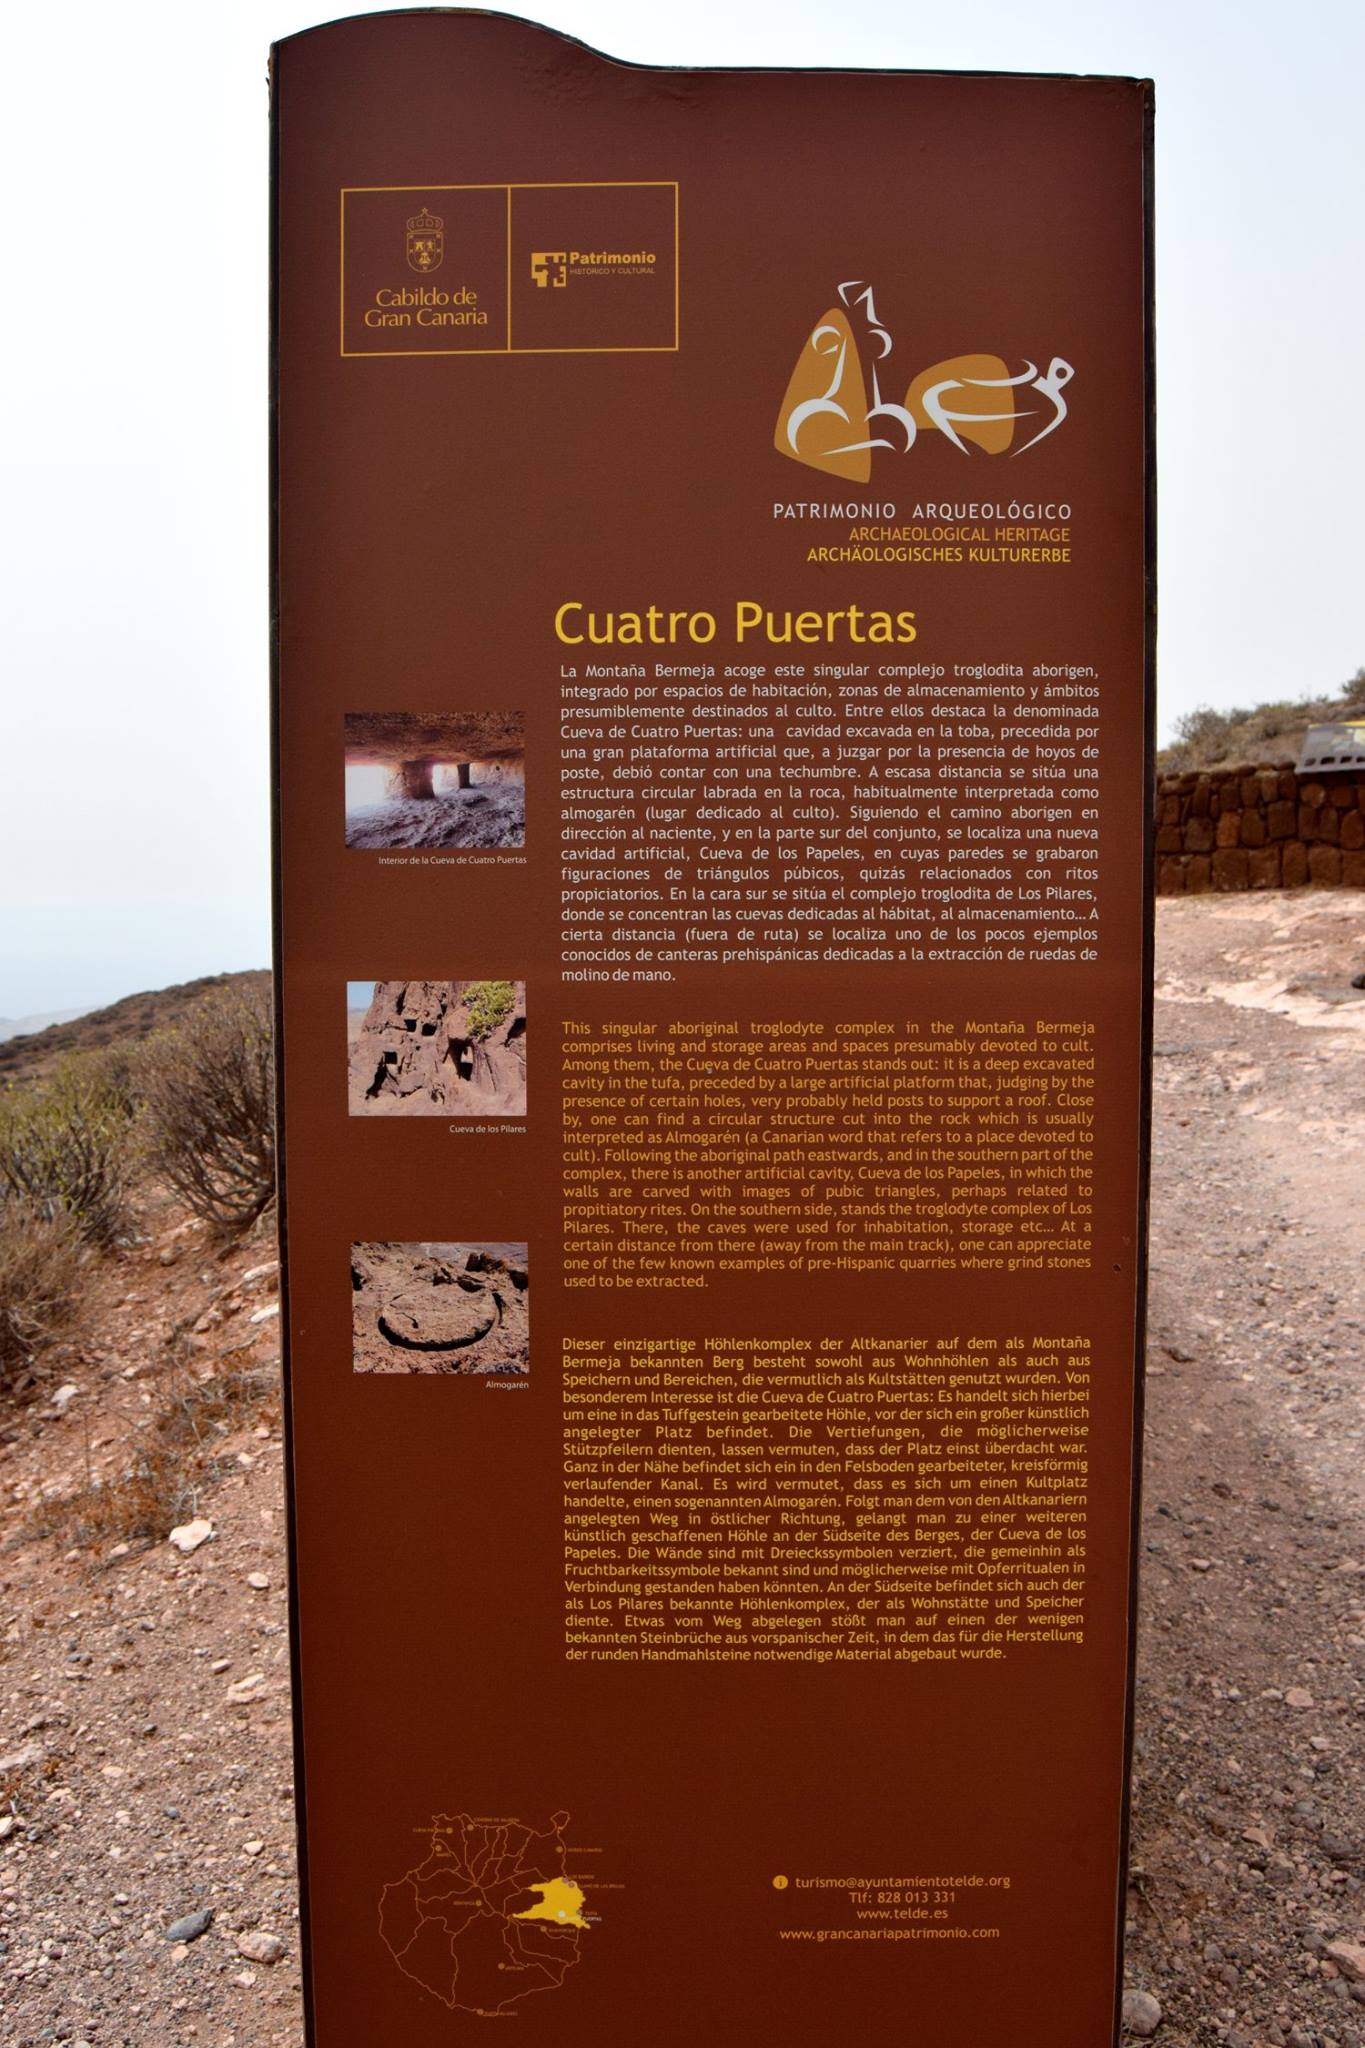 Cabildo de
Gran Canaria
Patrimonio
HISTÓRICO Y CULTURAL
PATRIMONIO ARQUEOLÓGICO
ARCHAEOLOGICAL HERITAGE
ARCHÄOLOGISCHES KULTURERBE
Cuatro Puertas
La Montaña Bermeja acoge este singular complejo troglodita aborigen,
integrado por espacios de habitación, zonas de almacenamiento y ámbitos
presumiblemente destinados al culto. Entre ellos destaca la denominada
Cueva de Cuatro Puertas: una cavidad excavada en la toba, precedida por
una gran plataforma artificial que, a juzgar por la presencia de hoyos de
poste, debió contar con una techumbre. A escasa distancia se sitúa una
estructura circular labrada en la roca, habitualmente interpretada como
almogarén (lugar dedicado al culto). Siguiendo el camino aborigen en
dirección al naciente, y en la parte sur del conjunto, se localiza una nueva
cavidad artificial, Cueva de los Papeles, en cuyas paredes se grabaron
figuraciones de triángulos púbicos, quizás relacionados con ritos
propiciatorios. En la cara sur se sitúa el complejo troglodita de Los Pilares,
donde se concentran las cuevas dedicadas al hábitat, al almacenamiento... A
cierta distancia (fuera de ruta) se localiza uno de los pocos ejemplos
conocidos de canteras prehispánicas dedicadas a la extracción de ruedas de
molino de mano.
Interior de la Cueva de Cuatro Puertas
Cueva de los Pilares
Almogarén
This singular aboriginal troglodyte complex in the Montaña Bermeja
comprises living and storage areas and spaces presumably devoted to cult.
Among them, the Cueva de Cuatro Puertas stands out: it is a deep excavated
cavity in the tufa, preceded by a large artificial platform that, judging by the
presence of certain holes, very probably held posts to support a roof. Close
by, one can find a circular structure cut into the rock which is usually
interpreted as Almogarén (a Canarian word that refers to a place devoted to
cult). Following the aboriginal path eastwards, and in the southern part of the
complex, there is another artificial cavity, Cueva de los Papeles, in which the
walls are carved with images of pubic triangles, perhaps related to
propitiatory rites. On the southern side, stands the troglodyte complex of Los
Pilares. There, the caves were used for inhabitation, storage etc... At a
certain distance from there (away from the main track), one can appreciate
one of the few known examples of pre-Hispanic quarries where grind stones
used to be extracted.
Dieser einzigartige Höhlenkomplex der Altkanarier auf dem als Montaña
Bermeja bekannten Berg besteht sowohl aus Wohnhöhlen als auch aus
Speichern und Bereichen, die vermutlich als Kultstätten genutzt wurden. Von
besonderem Interesse ist die Cueva de Cuatro Puertas: Es handelt sich hierbei
um eine in das Tuffgestein gearbeitete Höhle, vor der sich ein großer künstlich
angelegter Platz befindet. Die Vertiefungen, die möglicherweise
Stützpfeilern dienten, lassen vermuten, dass der Platz einst überdacht war.
Ganz in der Nähe befindet sich ein in den Felsboden gearbeiteter, kreisförmig
verlaufender Kanal. Es wird vermutet, dass es sich um einen Kultplatz
handelte, einen sogenannten Almogarén. Folgt man dem von den Altkanariern
angelegten Weg in östlicher Richtung, gelangt man zu einer weiteren
künstlich geschaffenen Höhle an der Südseite des Berges, der Cueva de los
Papeles. Die Wände sind mit Dreieckssymbolen verziert, die gemeinhin als
Fruchtbarkeitssymbole bekannt sind und möglicherweise mit Opferritualen in
Verbindung gestanden haben könnten. An der Südseite befindet sich auch der
als Los Pilares bekannte Höhlenkomplex, der als Wohnstätte und Speicher
diente. Etwas vom Weg abgelegen stößt man auf einen der wenigen
bekannten Steinbrüche aus vorspanischer Zeit, in dem das für die Herstellung
der runden Handmahlsteine notwendige Material abgebaut wurde.
turismo@ayuntamientotelde.org
Tlf: 828 013 331
www.telde.es
www.grancanariapatrimonio.com